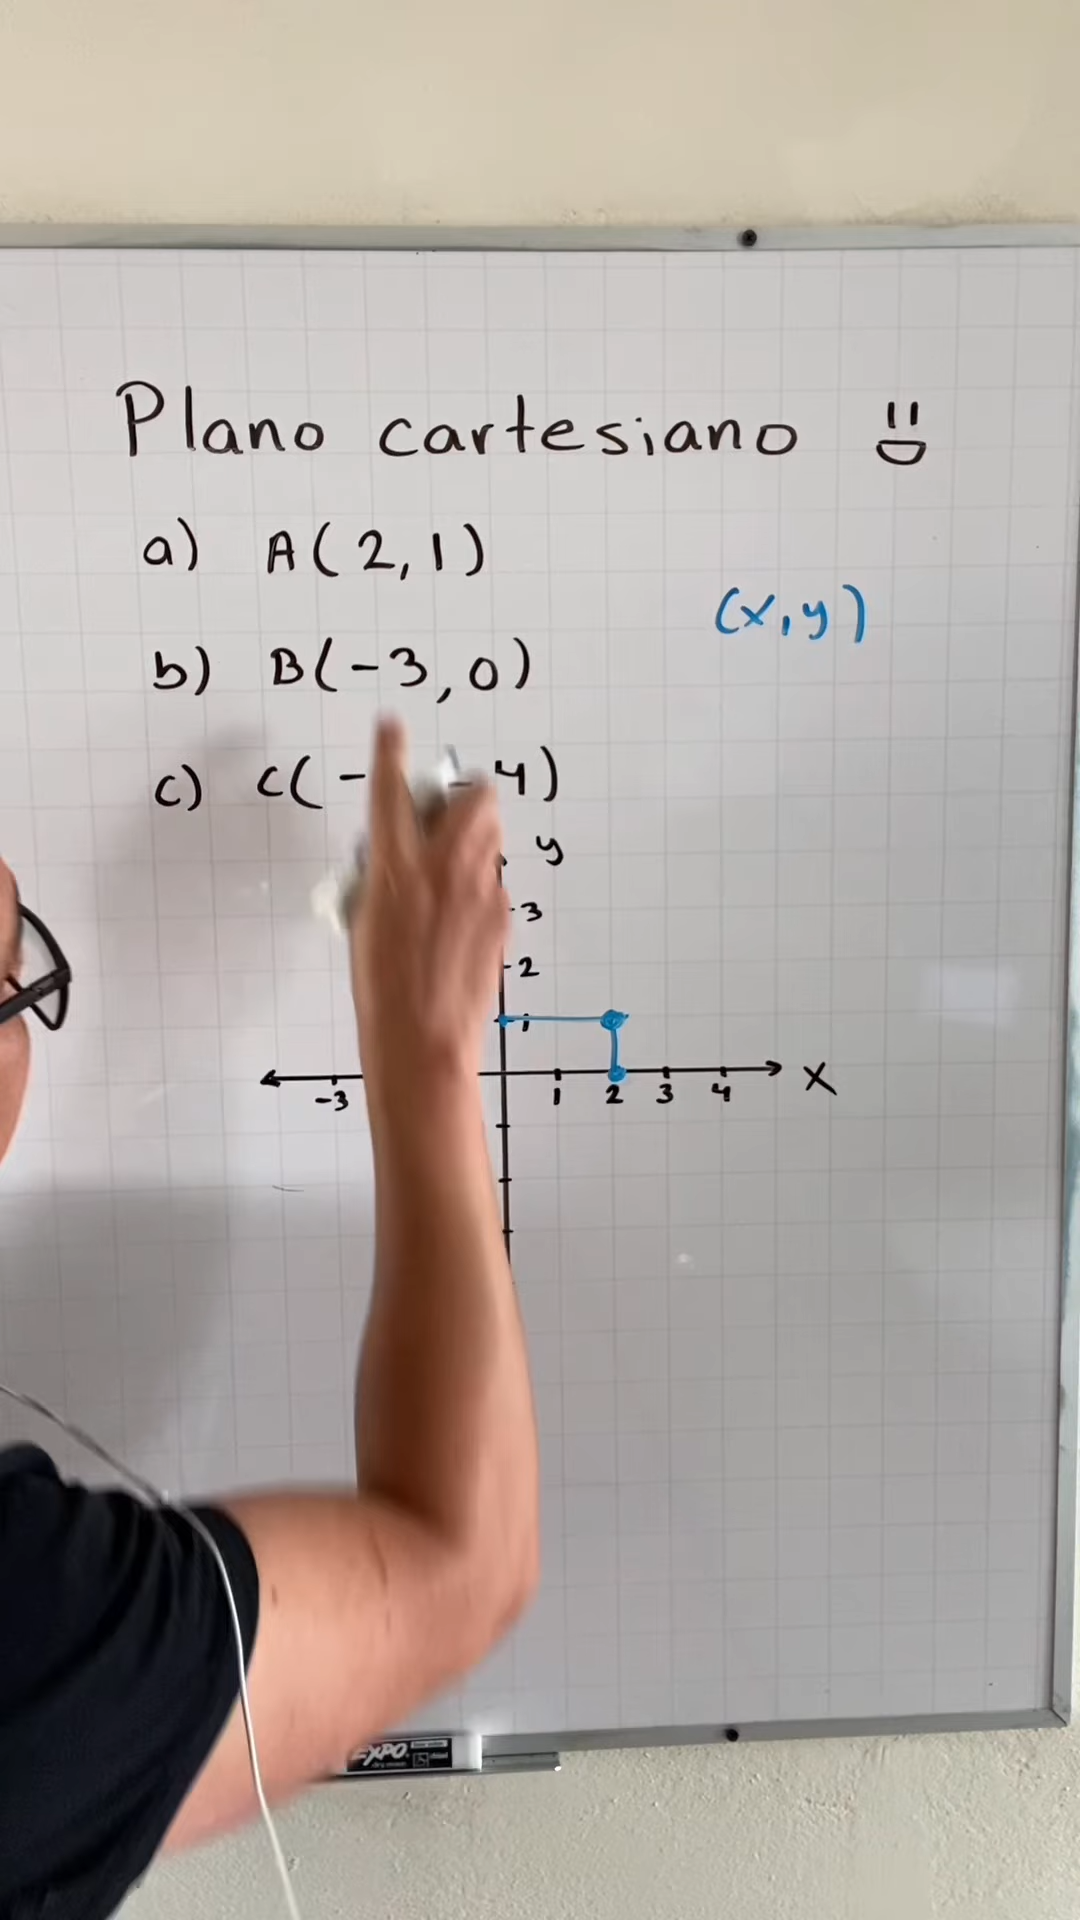 Plano cartesiano
a) A(2,1)
(x,y)
b) B(-3,0)
c) C(- -4)
y
3
2
1
-3 1 2 3 4 X
EXPO